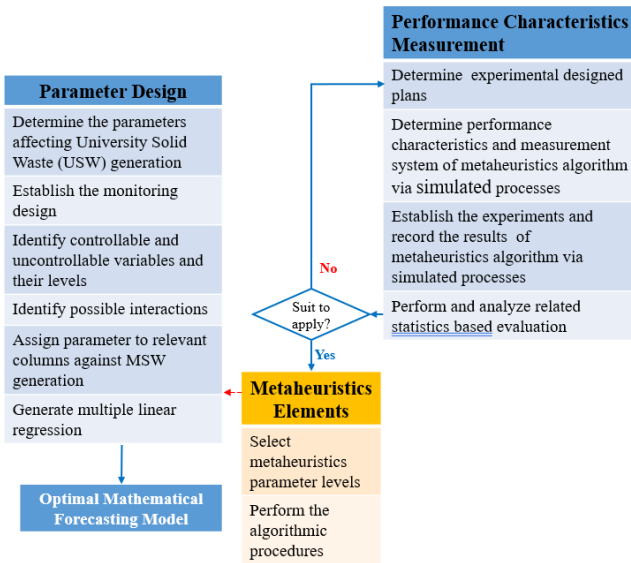 Parameter Design
Determine the parameters
affecting University Solid
Waste (USW) generation
Establish the monitoring
design
Identify controllable and
uncontrollable variables and
their levels
Identify possible interactions
Assign parameter to relevant
columns against MSW
generation
Generate multiple linear
regression
Optimal Mathematical
Forecasting Model
Performance Characteristics
Measurement
Determine experimental designed
plans
Determine performance
characteristics and measurement
system of metaheuristics algorithm
via simulated processes
Establish the experiments and
record the results of
metaheuristics algorithm via
simulated processes
Perform and analyze related
statistics based evaluation
No
Suit to
apply?
Yes
Metaheuristics
Elements
Select
metaheuristics
parameter levels
Perform the
algorithmic
procedures